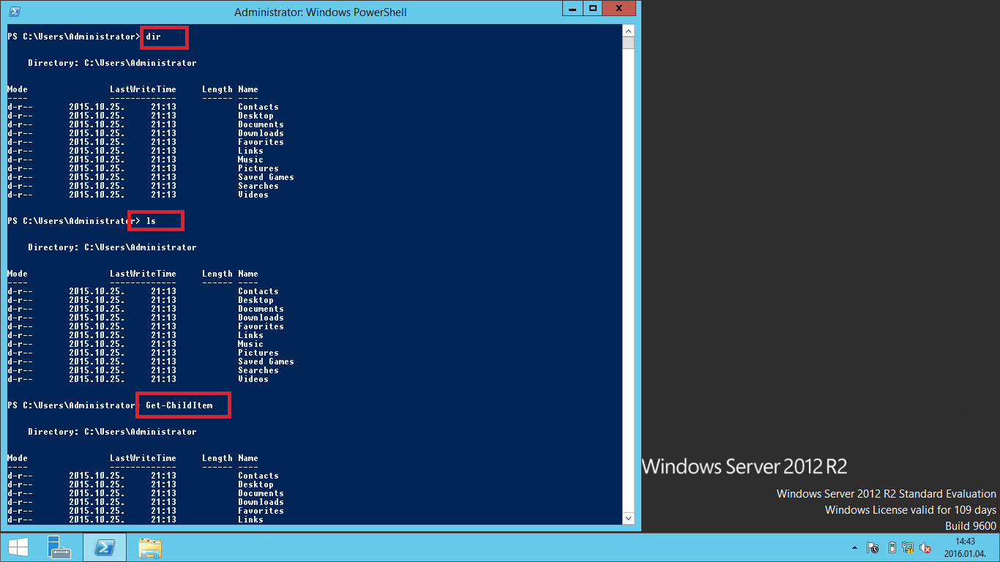 Administrator: Windows PowerShell
PS C:\Users\Administrator> dir
Directory: C:\Users\Administrator
Mode LastWriteTime Length Name
---- ------------- ------ ----
d-r-- 2015.10.25. 21:13 Contacts
d-r-- 2015.10.25. 21:13 Desktop
d-r-- 2015.10.25. 21:13 Documents
d-r-- 2015.10.25. 21:13 Downloads
d-r-- 2015.10.25. 21:13 Favorites
d-r-- 2015.10.25. 21:13 Links
d-r-- 2015.10.25. 21:13 Music
d-r-- 2015.10.25. 21:13 Pictures
d-r-- 2015.10.25. 21:13 Saved Games
d-r-- 2015.10.25. 21:13 Searches
d-r-- 2015.10.25. 21:13 Videos
PS C:\Users\Administrator> ls
Directory: C:\Users\Administrator
Mode LastWriteTime Length Name
---- ------------- ------ ----
d-r-- 2015.10.25. 21:13 Contacts
d-r-- 2015.10.25. 21:13 Desktop
d-r-- 2015.10.25. 21:13 Documents
d-r-- 2015.10.25. 21:13 Downloads
d-r-- 2015.10.25. 21:13 Favorites
d-r-- 2015.10.25. 21:13 Links
d-r-- 2015.10.25. 21:13 Music
d-r-- 2015.10.25. 21:13 Pictures
d-r-- 2015.10.25. 21:13 Saved Games
d-r-- 2015.10.25. 21:13 Searches
d-r-- 2015.10.25. 21:13 Videos
PS C:\Users\Administrator> Get-ChildItem
Directory: C:\Users\Administrator
Mode LastWriteTime Length Name
---- ------------- ------ ----
d-r-- 2015.10.25. 21:13 Contacts
d-r-- 2015.10.25. 21:13 Desktop
d-r-- 2015.10.25. 21:13 Documents
d-r-- 2015.10.25. 21:13 Downloads
d-r-- 2015.10.25. 21:13 Favorites
d-r-- 2015.10.25. 21:13 Links
Windows Server 2012 R2
Windows Server 2012 R2 Standard Evaluation
Windows License valid for 109 days
Build 9600
14:43
2016.01.04.